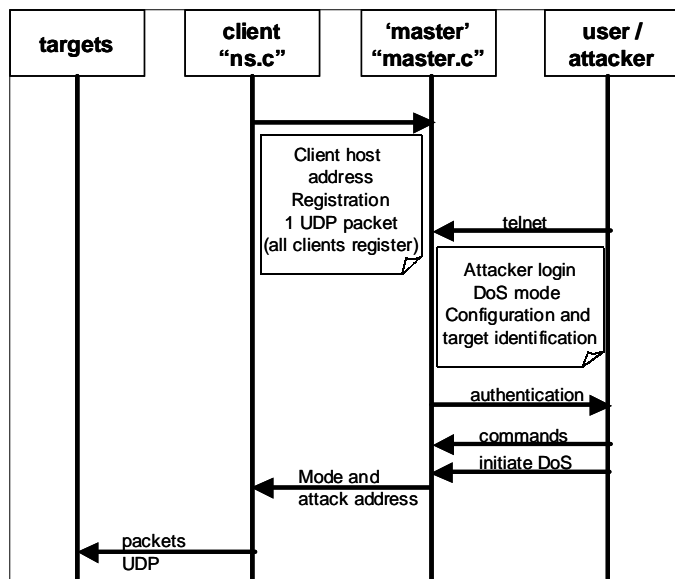 targets
client
“ns.c”
‘master’
“master.c”
user /
attacker
Client host
address
Registration
1 UDP packet
(all clients register)
telnet
Attacker login
DoS mode
Configuration and
target identification
authentication
commands
initiate DoS
Mode and
attack address
packets
UDP